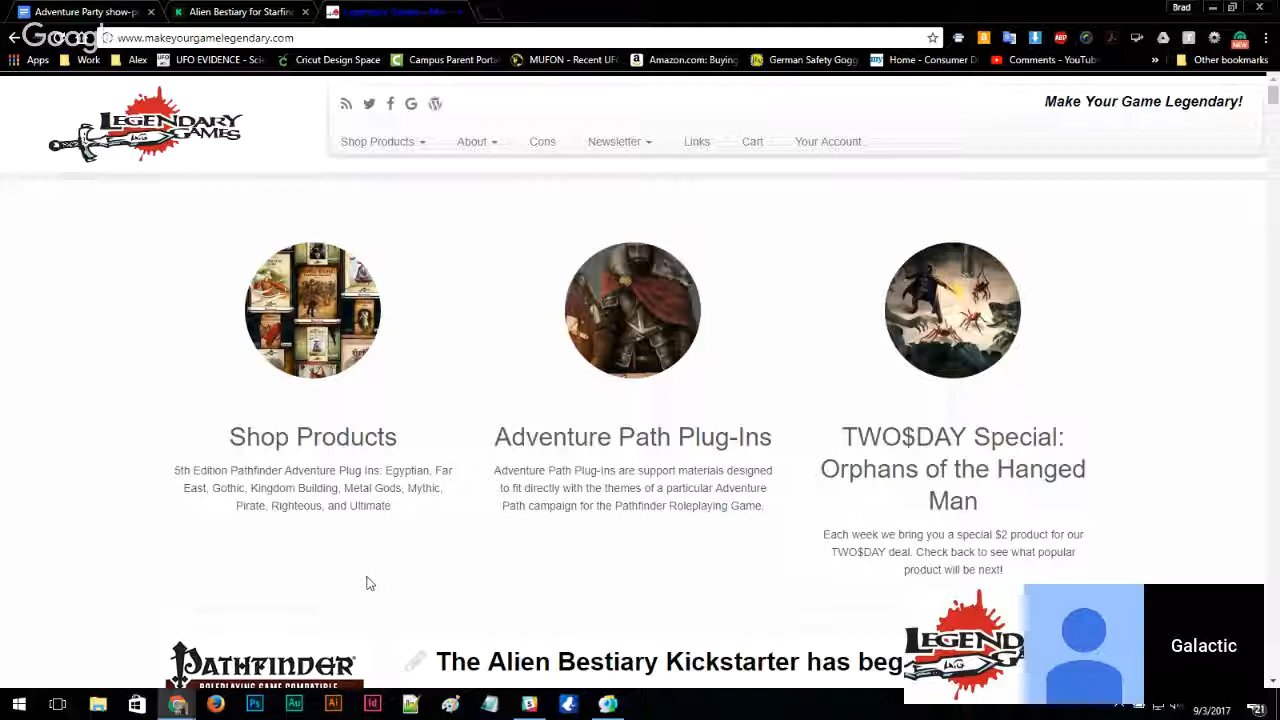 Adventure Party show-p
Alien Bestiary for Starfin
Legendary Games – M
Brad
Google
www.makeyourgamelegendary.com
Apps
Work
Alex
UFO EVIDENCE - Sci
Cricut Design Space
Campus Parent Port
MUFON - Recent UF
Amazon.com: Buying
German Safety Gogg
Home - Consumer D
Comments - YouTub
Other bookmarks
NEW
LEGENDARY GAMES
Make Your Game Legendary!
Shop Products
About
Cons
Newsletter
Links
Cart
Your Account
Shop Products
5th Edition Pathfinder Adventure Plug Ins: Egyptian, Far
East, Gothic, Kingdom Building, Metal Gods, Mythic,
Pirate, Righteous, and Ultimate
Adventure Path Plug-Ins
Adventure Path Plug-Ins are support materials designed
to fit directly with the themes of a particular Adventure
Path campaign for the Pathfinder Roleplaying Game.
TWO$DAY Special:
Orphans of the Hanged
Man
Each week we bring you a special $2 product for our
TWO$DAY deal. Check back to see what popular
product will be next!
PATHFINDER
ROLEPLAYING GAME COMPATIBLE
The Alien Bestiary Kickstarter has beg
LEGEND
GAM
Galactic
9/3/2017
21